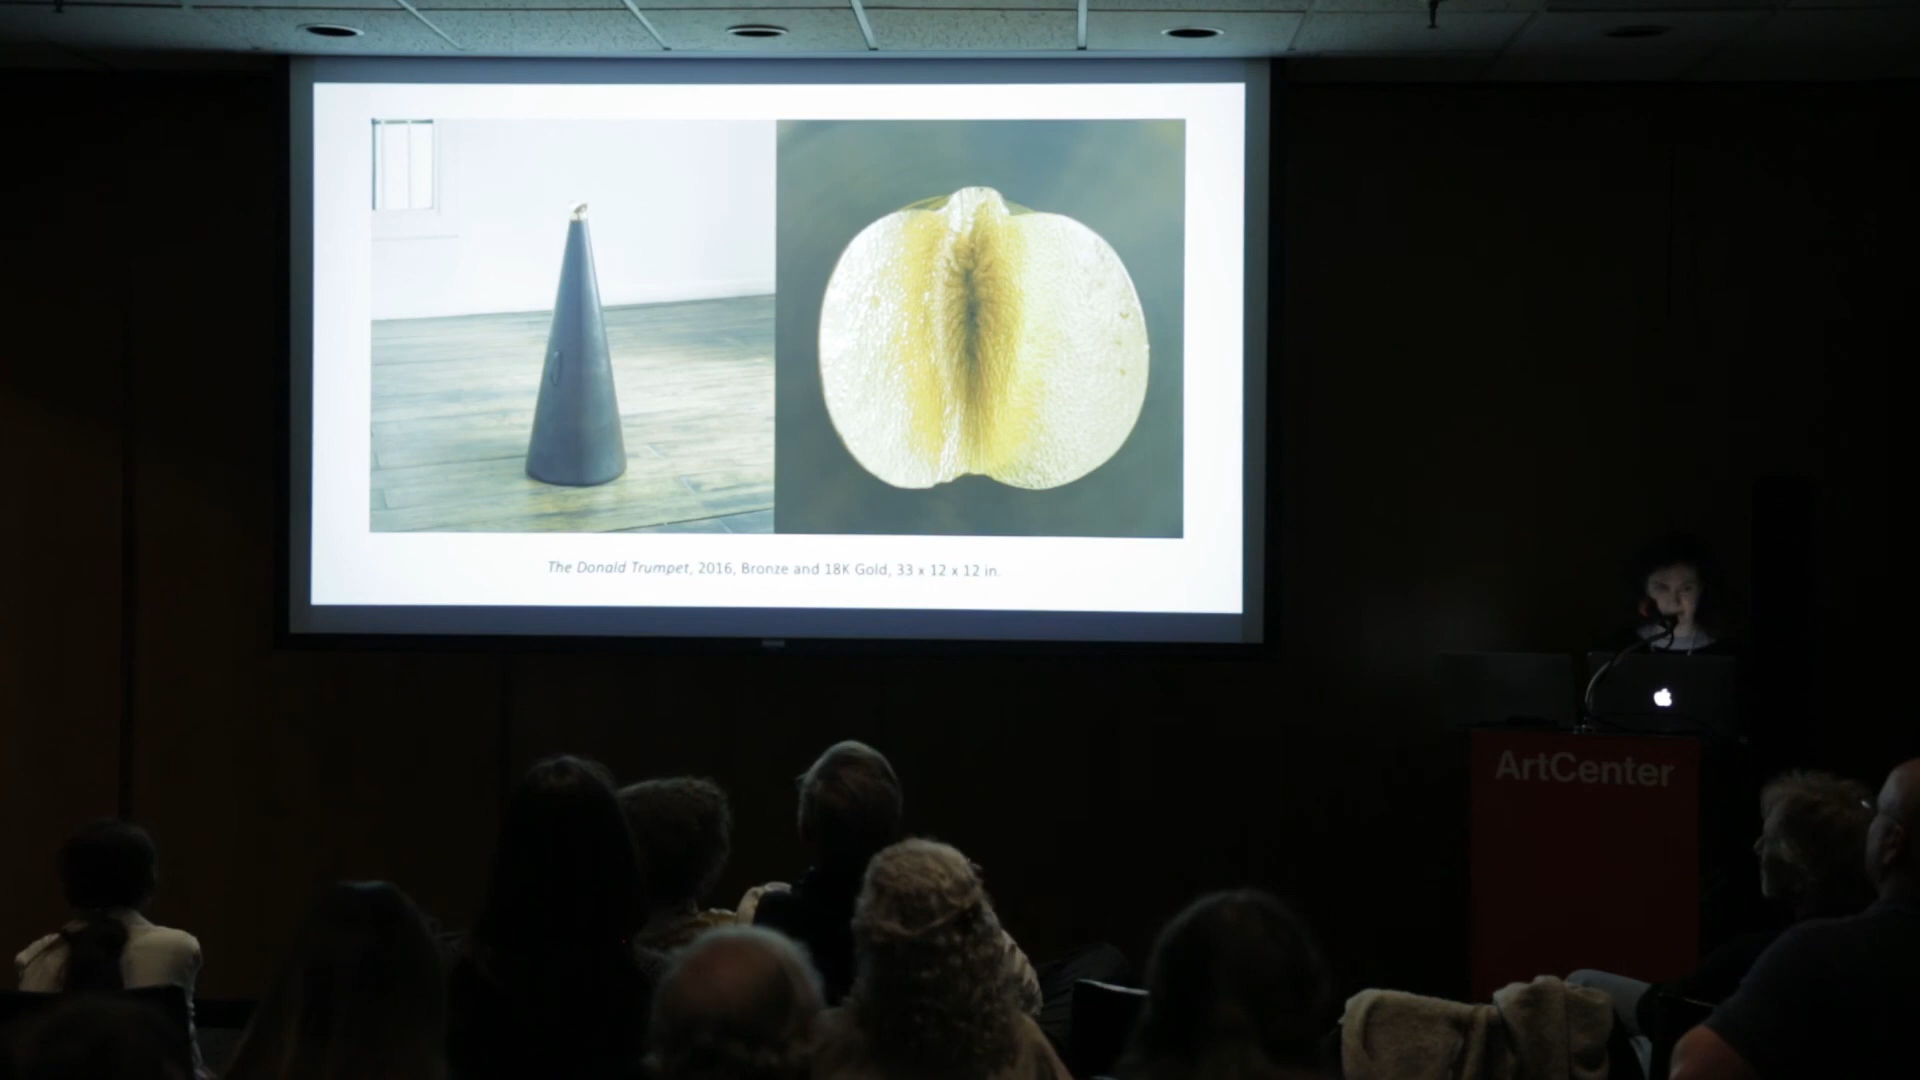 The Donald Trumpet, 2016, Bronze and 18K Gold, 33 x 12 x 12 in.
ArtCenter